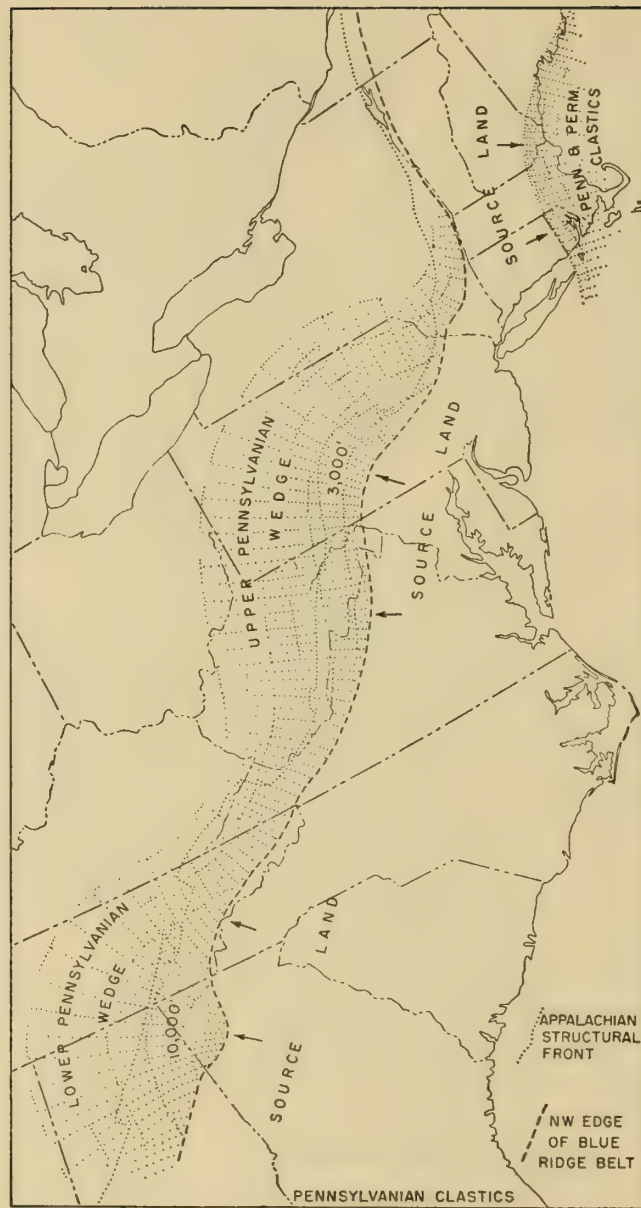 LOWER PENNSYLVANIAN
WEDGE
10,000'
SOURCE LAND
UPPER PENNSYLVANIAN
WEDGE
3,000'
SOURCE LAND
SOURCE LAND
PENN & PERM.
CLASTICS
APPALACHIAN
STRUCTURAL
FRONT
NW EDGE
OF BLUE
RIDGE BELT
PENNSYLVANIAN CLASTICS